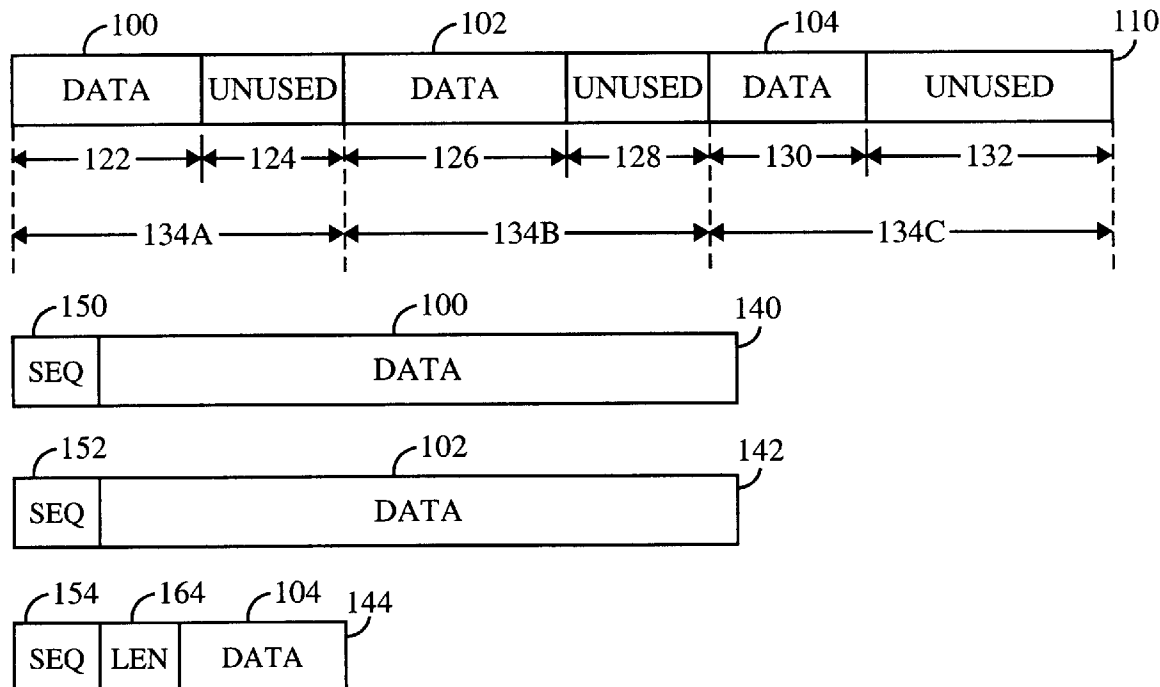 100 102 104 110
DATA UNUSED DATA UNUSED DATA UNUSED
122 124 126 128 130 132
134A 134B 134C
150 100 140
SEQ DATA
152 102 142
SEQ DATA
154 164 104 144
SEQ LEN DATA